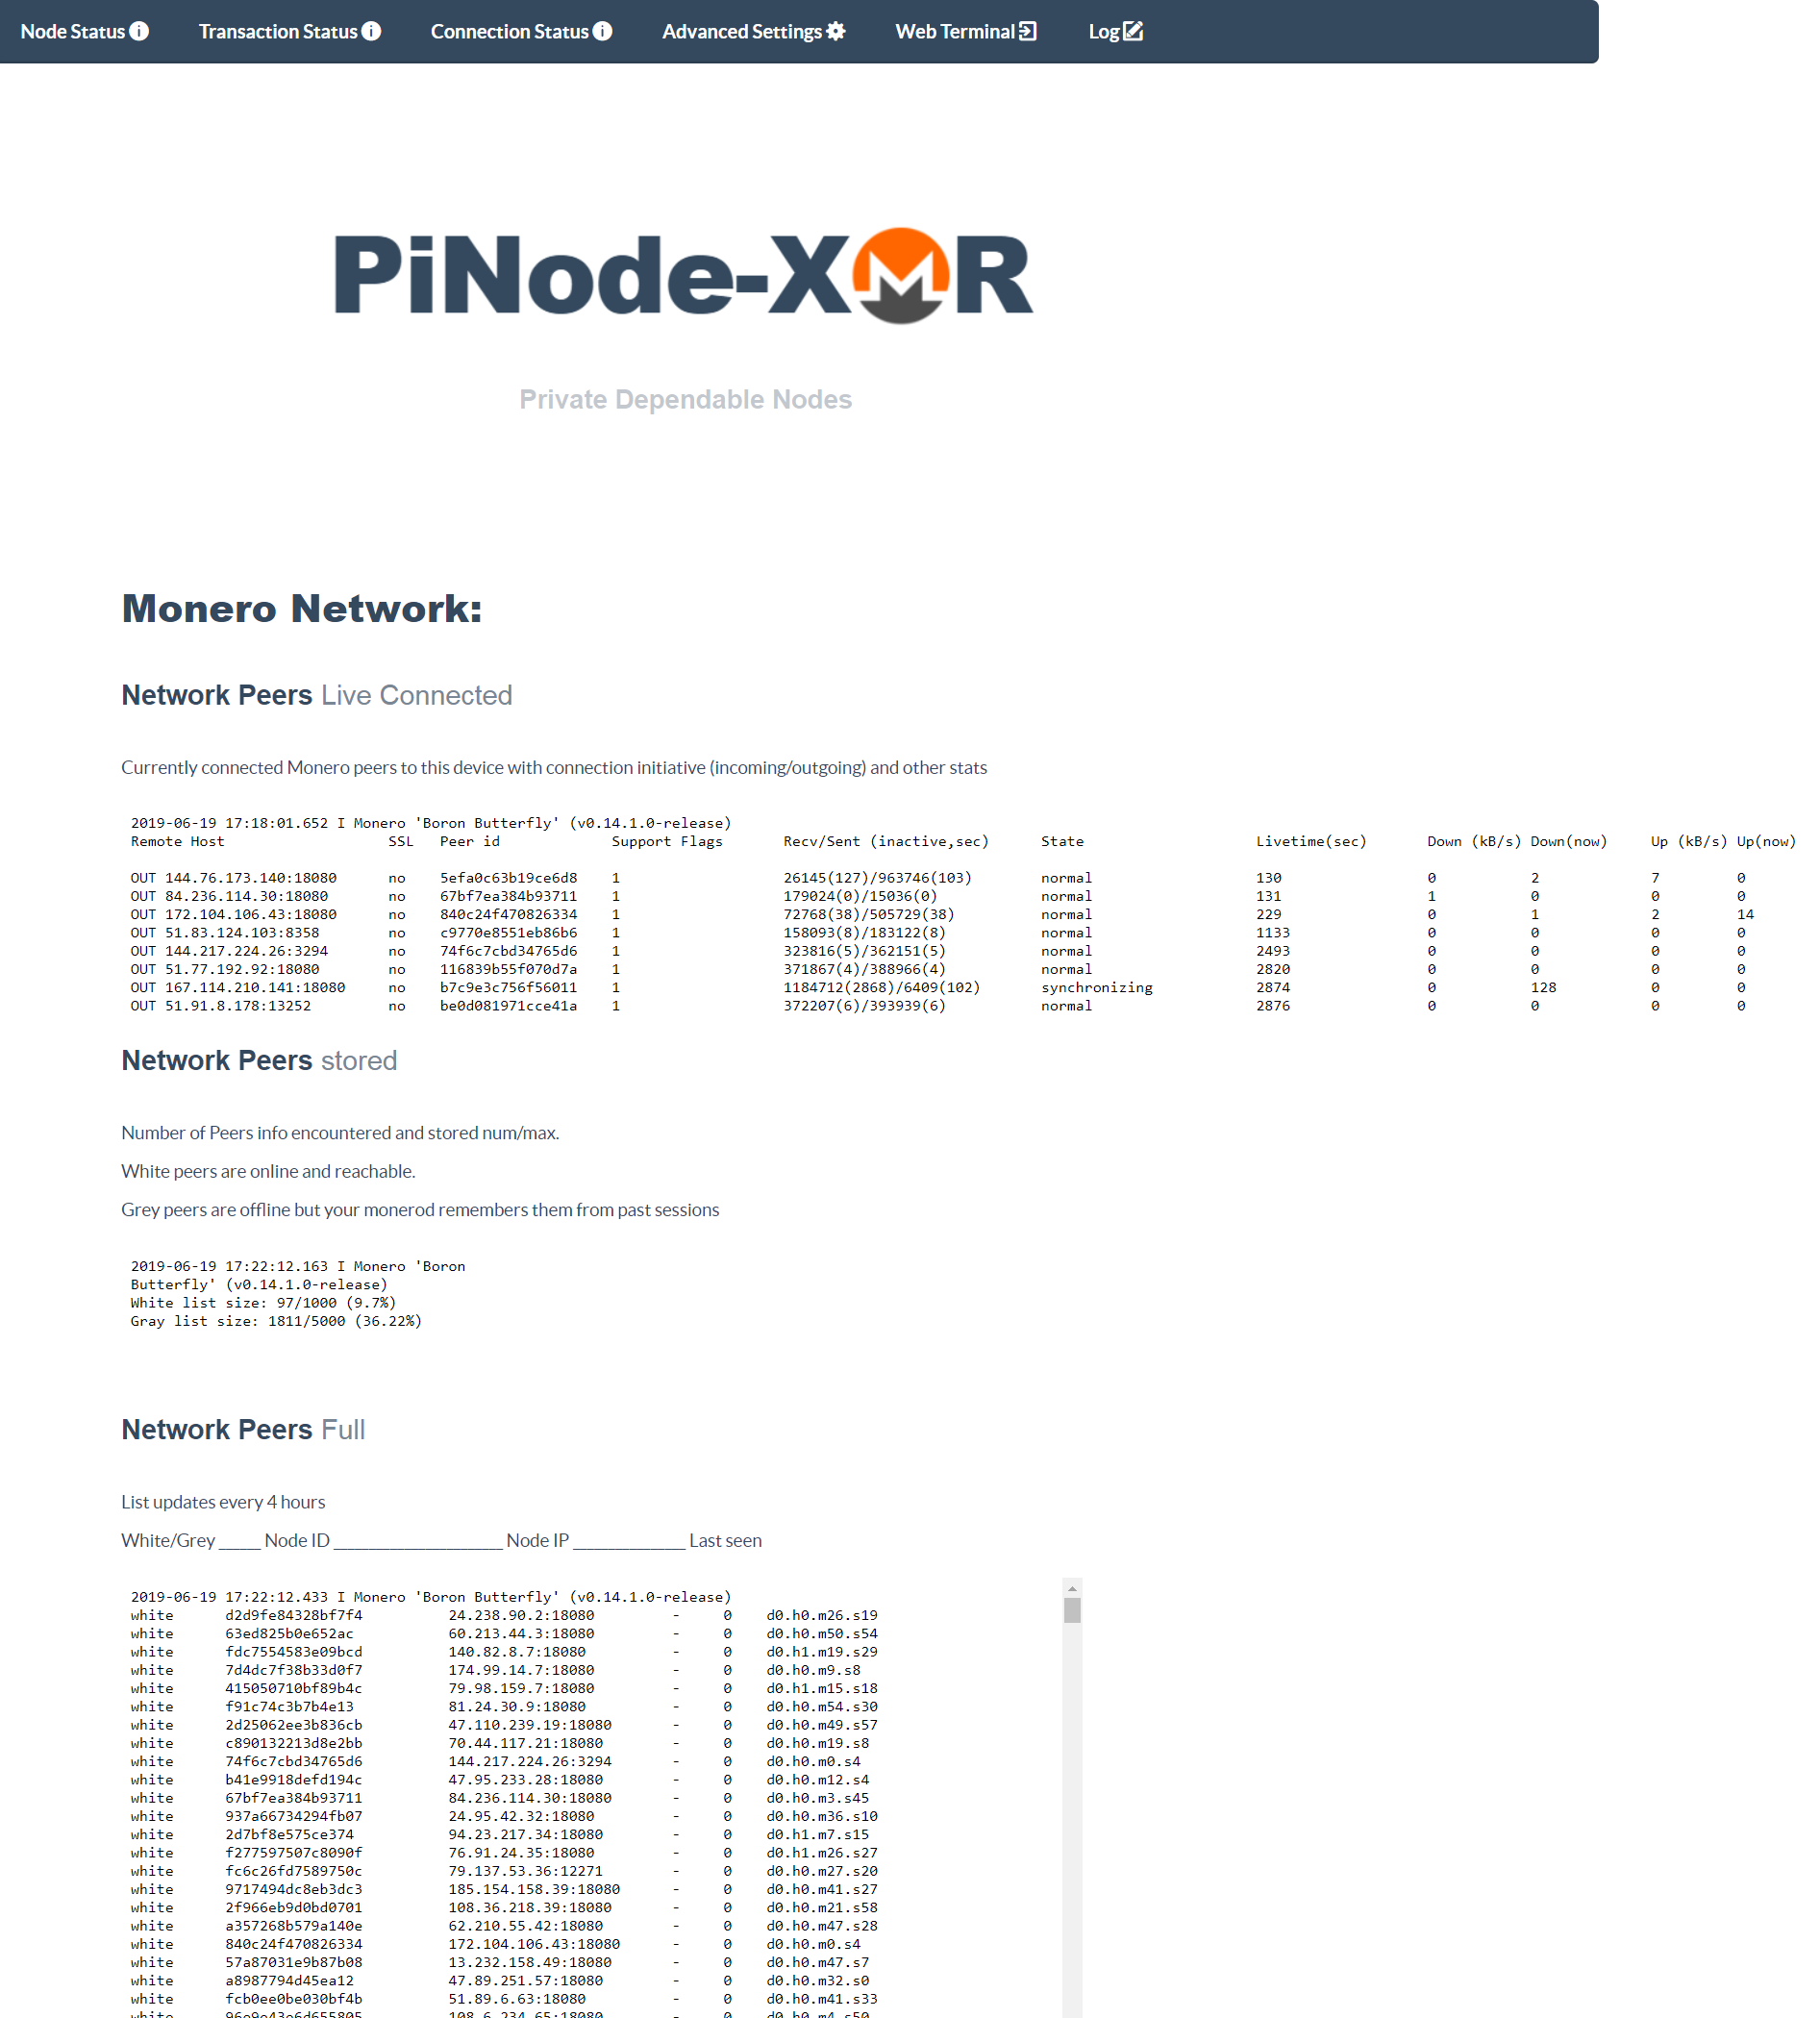 Node Status Transaction Status Connection Status Advanced Settings Web Terminal Log
PiNode-XMR
Private Dependable Nodes
Monero Network:
Network Peers Live Connected
Currently connected Monero peers to this device with connection initiative (incoming/outgoing) and other stats
2019-06-19 17:18:01.652 I Monero 'Boron Butterfly' (v0.14.1.0-release)
Remote Host SSL Peer id Support Flags Recv/Sent (inactive,sec) State Livetime(sec) Down (kB/s) Down(now) Up (kB/s) Up(now)
OUT 144.76.173.140:18080 no 5efa0c63b19ce6d8 1 26145(127)/963746(103) normal 130 0 2 7 0
OUT 84.236.114.30:18080 no 67bf7ea384b93711 1 179024(0)/15036(0) normal 131 1 0 0 0
OUT 172.104.106.43:18080 no 840c24f470826334 1 72768(38)/505729(38) normal 229 0 1 2 14
OUT 51.83.124.103:8358 no c9770e8551eb86b6 1 158093(8)/183122(8) normal 1133 0 0 0 0
OUT 144.217.224.26:3294 no 74f6c7cbd34765d6 1 323816(5)/362151(5) normal 2493 0 0 0 0
OUT 51.77.192.92:18080 no 116839b55f070d7a 1 371867(4)/388966(4) normal 2820 0 0 0 0
OUT 167.114.210.141:18080 no b7c9e3c756f56011 1 1184712(2868)/6409(102) synchronizing 2874 0 128 0 0
OUT 51.91.8.178:13252 no be0d081971cce41a 1 372207(6)/393939(6) normal 2876 0 0 0 0
Network Peers stored
Number of Peers info encountered and stored num/max.
White peers are online and reachable.
Grey peers are offline but your monerod remembers them from past sessions
2019-06-19 17:22:12.163 I Monero 'Boron
Butterfly' (v0.14.1.0-release)
White list size: 97/1000 (9.7%)
Gray list size: 1811/5000 (36.22%)
Network Peers Full
List updates every 4 hours
White/Grey ______ Node ID ________________________ Node IP ________________ Last seen
2019-06-19 17:22:12.433 I Monero 'Boron Butterfly' (v0.14.1.0-release)
white d2d9fe84328bf7f4 24.238.90.2:18080 - 0 d0.h0.m26.s19
white 63ed825b0e652ac 60.213.44.3:18080 - 0 d0.h0.m50.s54
white fdc7554583e09bcd 140.82.8.7:18080 - 0 d0.h1.m19.s29
white 7d4dc7f38b33d0f7 174.99.14.7:18080 - 0 d0.h0.m9.s8
white 415050710bf89b4c 79.98.159.7:18080 - 0 d0.h1.m15.s18
white f91c74c3b7b4e13 81.24.30.9:18080 - 0 d0.h0.m54.s30
white 2d25062ee3b836cb 47.110.239.19:18080 - 0 d0.h0.m49.s57
white c890132213d8e2bb 70.44.117.21:18080 - 0 d0.h0.m19.s8
white 74f6c7cbd34765d6 144.217.224.26:3294 - 0 d0.h0.m0.s4
white b41e9918defd194c 47.95.233.28:18080 - 0 d0.h0.m12.s4
white 67bf7ea384b93711 84.236.114.30:18080 - 0 d0.h0.m3.s45
white 937a66734294fb07 24.95.42.32:18080 - 0 d0.h0.m36.s10
white 2d7bf8e575ce374 94.23.217.34:18080 - 0 d0.h1.m7.s15
white f277597507c8090f 76.91.24.35:18080 - 0 d0.h1.m26.s27
white fc6c26fd7589750c 79.137.53.36:12271 - 0 d0.h0.m27.s20
white 9717494dc8eb3dc3 185.154.158.39:18080 - 0 d0.h0.m41.s27
white 2f966eb9d0bd0701 108.36.218.39:18080 - 0 d0.h0.m21.s58
white a357268b579a140e 62.210.55.42:18080 - 0 d0.h0.m47.s28
white 840c24f470826334 172.104.106.43:18080 - 0 d0.h0.m0.s4
white 57a87031e9b87b08 13.232.158.49:18080 - 0 d0.h0.m47.s7
white a8987794d45ea12 47.89.251.57:18080 - 0 d0.h0.m32.s0
white fcb0ee0be030bf4b 51.89.6.63:18080 - 0 d0.h0.m41.s33
white 96e9e43e6d655805 108.6.234.65:18080 - 0 d0.h0.m4.s50